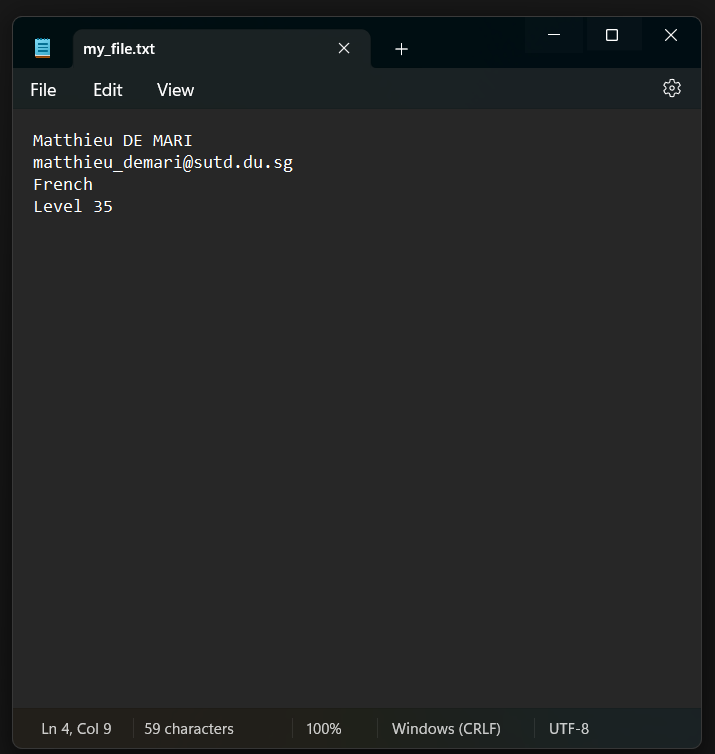 my_file.txt
File Edit View
Matthieu DE MARI
matthieu_demari@sutd.du.sg
French
Level 35
Ln 4, Col 9 59 characters 100% Windows (CRLF) UTF-8